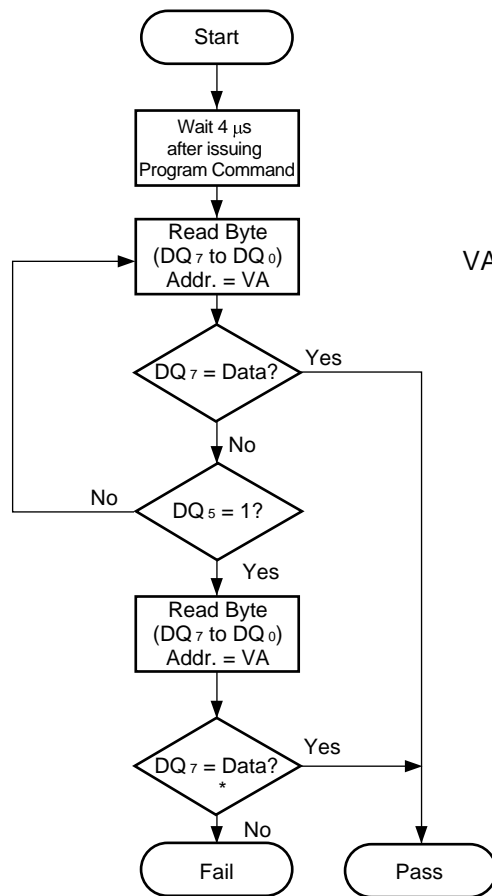 Start
Wait 4 μs
after issuing
Program Command
Read Byte
(DQ7 to DQ0)
Addr. = VA
VA
DQ7 = Data?
Yes
No
DQ5 = 1?
No
Yes
Read Byte
(DQ7 to DQ0)
Addr. = VA
DQ7 = Data?
*
Yes
No
Fail
Pass